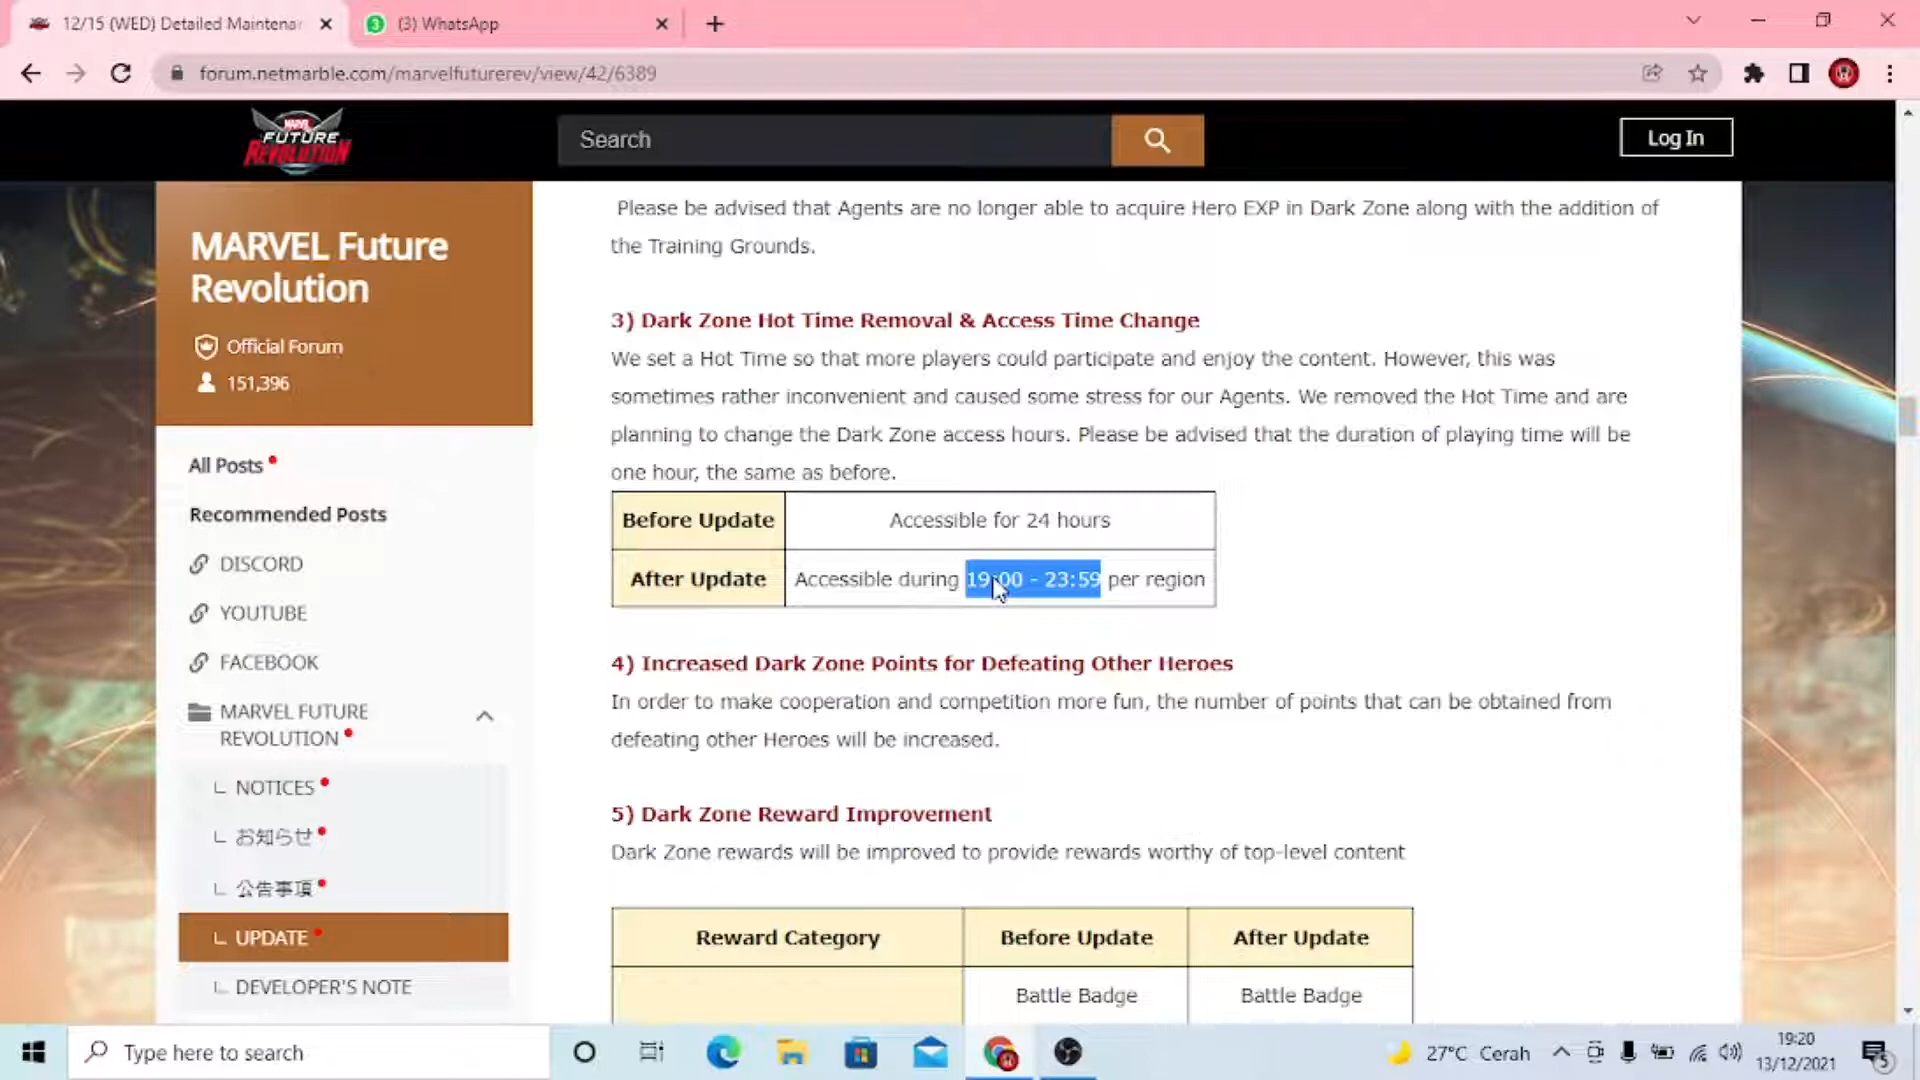 12/15 (WED) Detailed Maintenan
(3) WhatsApp
forum.netmarble.com/marvelfuturerev/view/42/6389
MARVEL
FUTURE
REVOLUTION
Search
Log In
MARVEL Future
Revolution
Official Forum
151,396
All Posts
Recommended Posts
DISCORD
YOUTUBE
FACEBOOK
MARVEL FUTURE
REVOLUTION
NOTICES
お知らせ
公告事項
UPDATE
DEVELOPER'S NOTE
Please be advised that Agents are no longer able to acquire Hero EXP in Dark Zone along with the addition of
the Training Grounds.
3) Dark Zone Hot Time Removal & Access Time Change
We set a Hot Time so that more players could participate and enjoy the content. However, this was
sometimes rather inconvenient and caused some stress for our Agents. We removed the Hot Time and are
planning to change the Dark Zone access hours. Please be advised that the duration of playing time will be
one hour, the same as before.
Before Update Accessible for 24 hours
After Update Accessible during 19:00 - 23:59 per region
4) Increased Dark Zone Points for Defeating Other Heroes
In order to make cooperation and competition more fun, the number of points that can be obtained from
defeating other Heroes will be increased.
5) Dark Zone Reward Improvement
Dark Zone rewards will be improved to provide rewards worthy of top-level content
Reward Category Before Update After Update
Battle Badge Battle Badge
Type here to search
27°C Cerah
19:20
13/12/2021
5